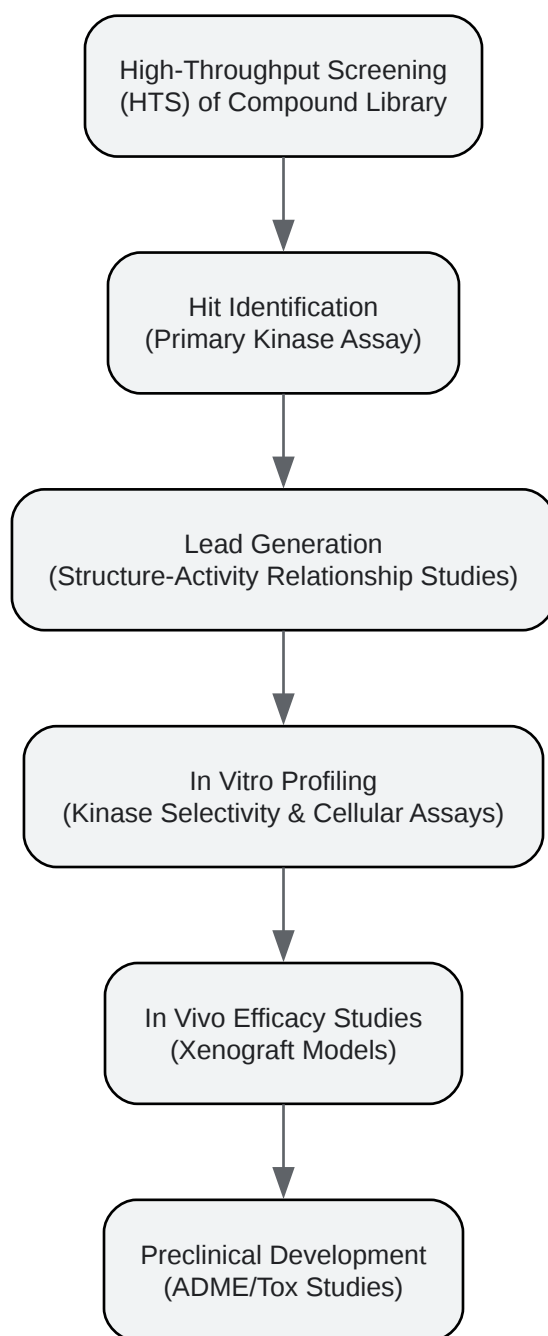 High-Throughput Screening
(HTS) of Compound Library
Hit Identification
(Primary Kinase Assay)
Lead Generation
(Structure-Activity Relationship Studies)
In Vitro Profiling
(Kinase Selectivity & Cellular Assays)
In Vivo Efficacy Studies
(Xenograft Models)
Preclinical Development
(ADME/Tox Studies)